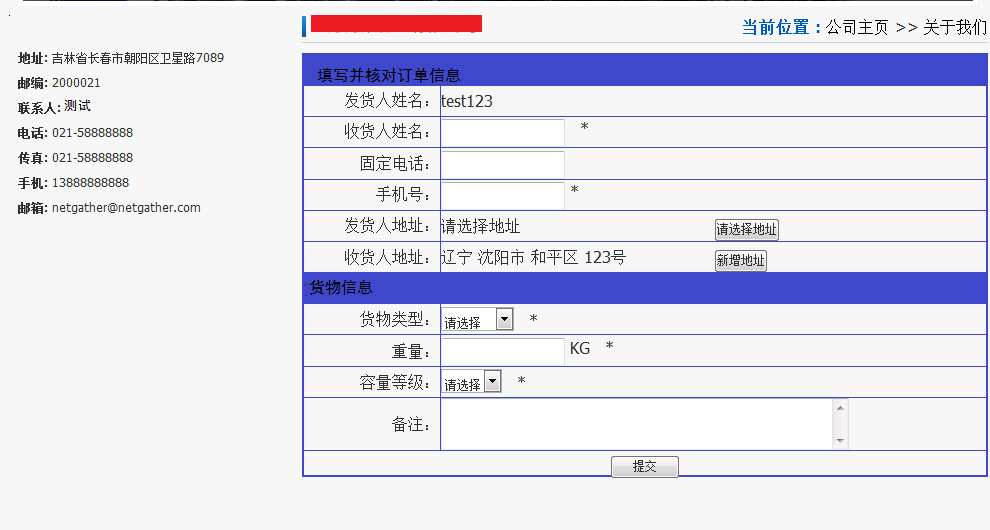 当前位置：公司主页 >> 关于我们
地址: 吉林省长春市朝阳区卫星路7089
邮编: 2000021
联系人: 测试
电话: 021-58888888
传真: 021-58888888
手机: 13888888888
邮箱: netgather@netgather.com
填写并核对订单信息
发货人姓名： test123
收货人姓名： *
固定电话：
手机号： *
发货人地址： 请选择地址 请选择地址
收货人地址： 辽宁 沈阳市 和平区 123号 新增地址
货物信息
货物类型： 请选择 *
重量： KG *
容量等级： 请选择 *
备注：
提交